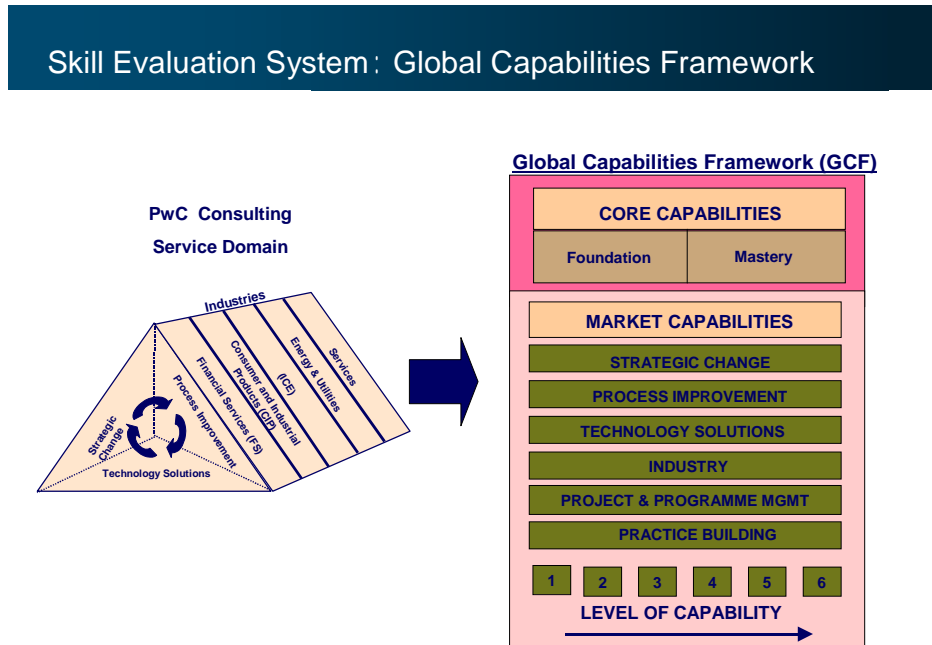 Skill Evaluation System: Global Capabilities Framework
PwC Consulting
Service Domain
Industries
Strategic
Change
Technology Solutions
Process Improvement
Financial Services (FS)
Consumer and Industrial
Products (CIP)
(ICE)
Energy & Utilities
Services
Global Capabilities Framework (GCF)
CORE CAPABILITIES
Foundation
Mastery
MARKET CAPABILITIES
STRATEGIC CHANGE
PROCESS IMPROVEMENT
TECHNOLOGY SOLUTIONS
INDUSTRY
PROJECT & PROGRAMME MGMT
PRACTICE BUILDING
1 2 3 4 5 6
LEVEL OF CAPABILITY